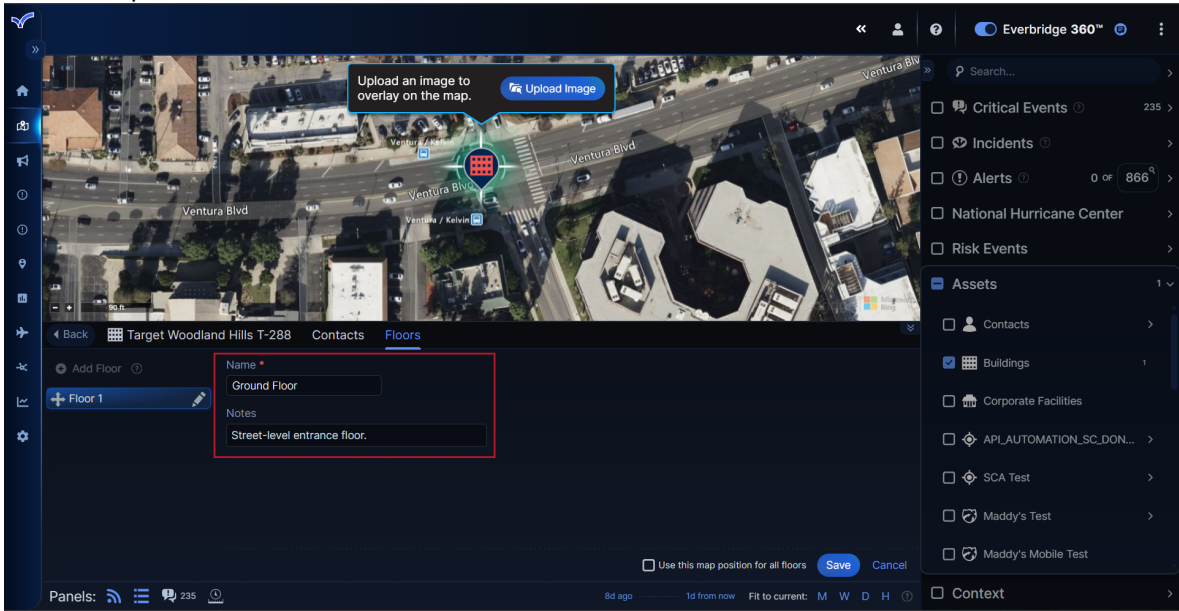 Everbridge 360™
Upload an image to
overlay on the map.
Upload Image
Ventura Blv
Search...
Critical Events
235
Ventura / Kelvin
Incidents
Ventura Blvd
Alerts
0 OF 866
Ventura Blvd
Ventura Blvd
National Hurricane Center
Ventura / Kelvin
Risk Events
Assets
1
90 ft
Microsoft
Bing
Back
Target Woodland Hills T-288
Contacts
Floors
Contacts
Add Floor
Name *
Buildings
1
Ground Floor
Floor 1
Corporate Facilities
Notes
Street-level entrance floor.
API_AUTOMATION_SC_DON...
SCA Test
Maddy's Test
Maddy's Mobile Test
Use this map position for all floors
Save
Cancel
Panels:
235
8d ago
1d from now
Fit to current:
M W D H
Context